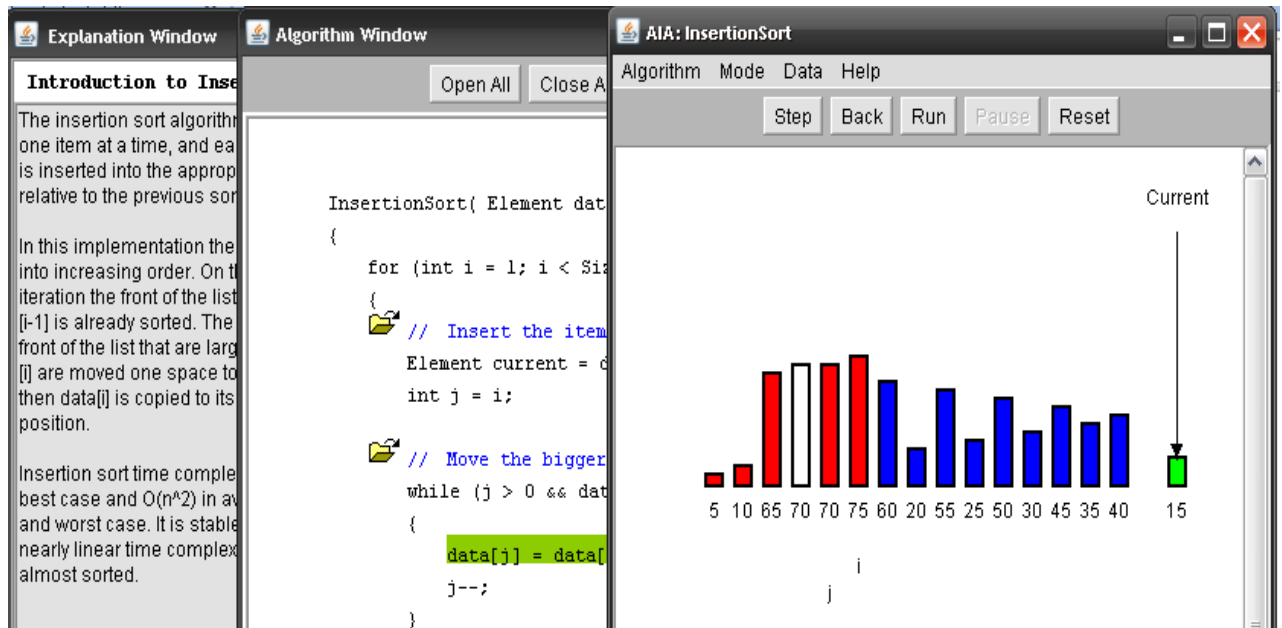 Explanation Window
Introduction to Inse
The insertion sort algorithm
one item at a time, and ea
is inserted into the approp
relative to the previous sor
In this implementation the
into increasing order. On th
iteration the front of the list
[i-1] is already sorted. The
front of the list that are larg
[i] are moved one space to
then data[i] is copied to its
position.
Insertion sort time comple
best case and O(n^2) in av
and worst case. It is stable
nearly linear time complex
almost sorted.
Algorithm Window
Open All Close A
InsertionSort( Element dat
{
for (int i = 1; i < Siz
{
// Insert the item
Element current = d
int j = i;
// Move the bigger
while (j > 0 && dat
{
data[j] = data[
j--;
}
AIA: InsertionSort
Algorithm Mode Data Help
Step Back Run Pause Reset
Current
5 10 65 70 70 75 60 20 55 25 50 30 45 35 40 15
i
j